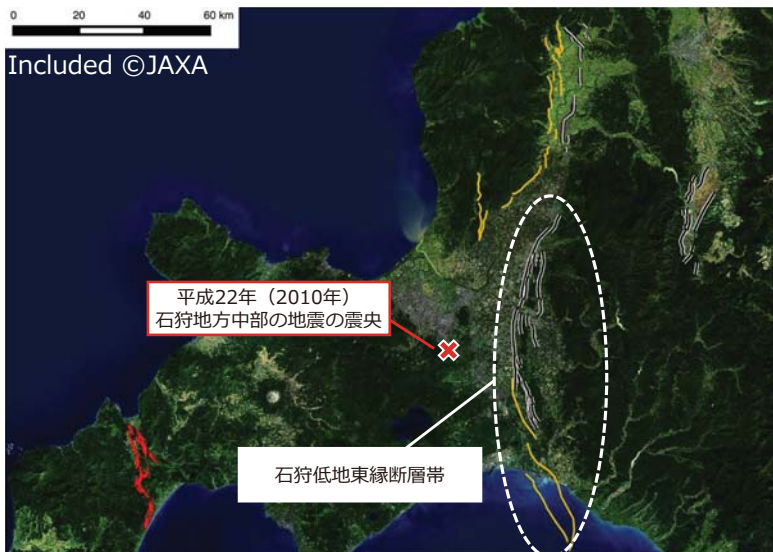 0 20 40 60 km
Included ©JAXA
平成22年（2010年）
石狩地方中部の地震の震央
石狩低地東縁断層帯